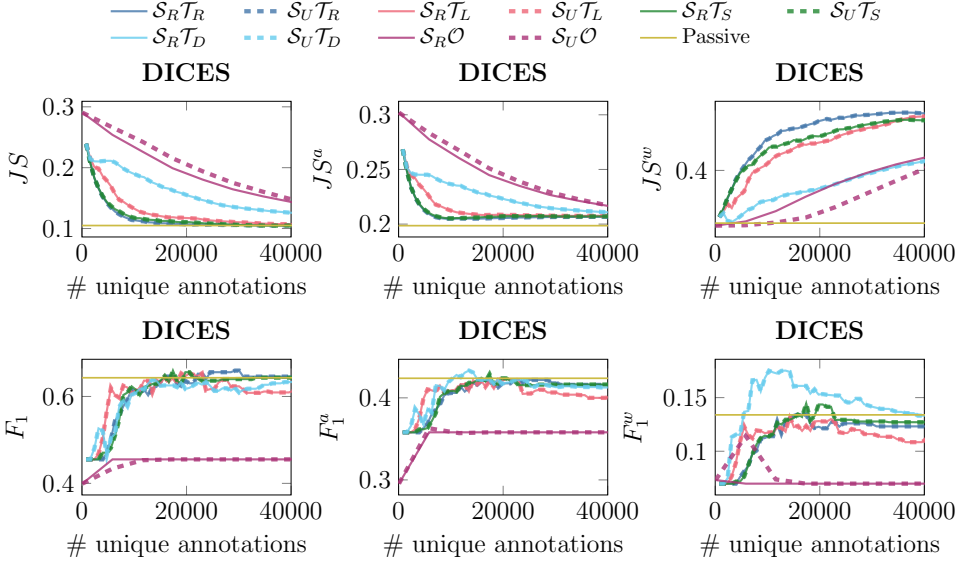 S_R T_R S_U T_R S_R T_L S_U T_L S_R T_S S_U T_S
S_R T_D S_U T_D S_R O S_U O Passive
DICES DICES DICES
JS 0.3 0.2 0.1
JS^a 0.3 0.25 0.2
JS^w 0.4
0 20000 40000 0 20000 40000 0 20000 40000
# unique annotations # unique annotations # unique annotations
DICES DICES DICES
F_1 0.6 0.4
F_1^a 0.4 0.3
F_1^w 0.15 0.1
0 20000 40000 0 20000 40000 0 20000 40000
# unique annotations # unique annotations # unique annotations